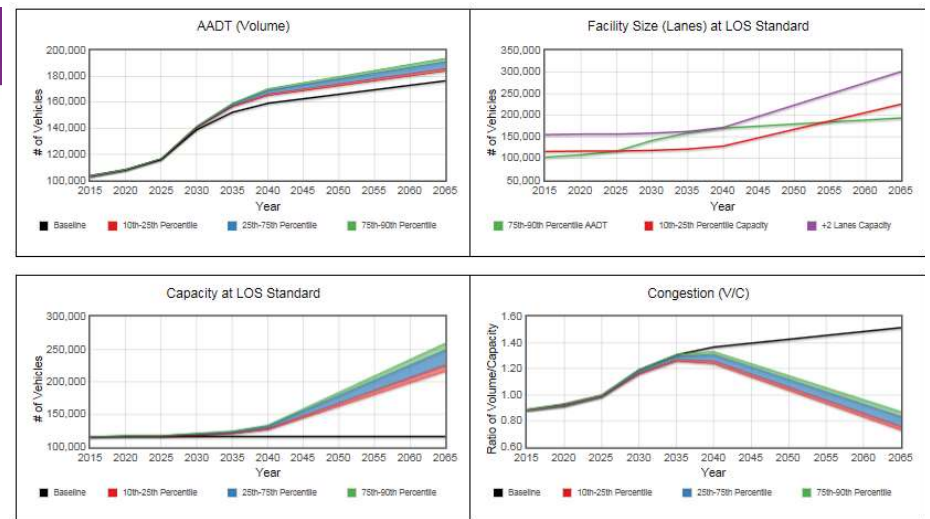 AADT (Volume)
200,000
180,000
160,000
140,000
120,000
100,000
# of Vehicles
2015 2020 2025 2030 2035 2040 2045 2050 2055 2060 2065
Year
Baseline 10th-25th Percentile 25th-75th Percentile 75th-90th Percentile
Facility Size (Lanes) at LOS Standard
350,000
300,000
250,000
200,000
150,000
100,000
50,000
# of Vehicles
2015 2020 2025 2030 2035 2040 2045 2050 2055 2060 2065
Year
75th-90th Percentile AADT 10th-25th Percentile Capacity +2 Lanes Capacity
Capacity at LOS Standard
300,000
250,000
200,000
150,000
100,000
# of Vehicles
2015 2020 2025 2030 2035 2040 2045 2050 2055 2060 2065
Year
Baseline 10th-25th Percentile 25th-75th Percentile 75th-90th Percentile
Congestion (V/C)
1.60
1.40
1.20
1.00
0.80
0.60
Ratio of Volume/Capacity
2015 2020 2025 2030 2035 2040 2045 2050 2055 2060 2065
Year
Baseline 10th-25th Percentile 25th-75th Percentile 75th-90th Percentile